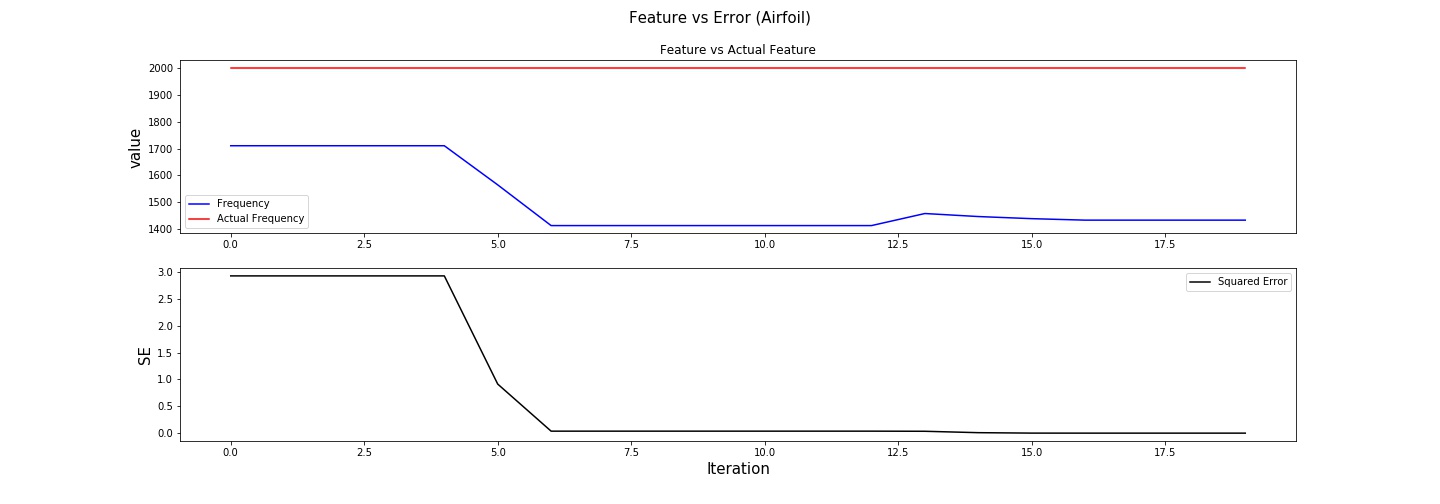 Feature vs Error (Airfoil)
Feature vs Actual Feature
2000
1900
1800
1700
1600
1500
1400
value
Frequency
Actual Frequency
0.0 2.5 5.0 7.5 10.0 12.5 15.0 17.5
3.0
2.5
2.0
1.5
1.0
0.5
0.0
SE
Squared Error
0.0 2.5 5.0 7.5 10.0 12.5 15.0 17.5
Iteration